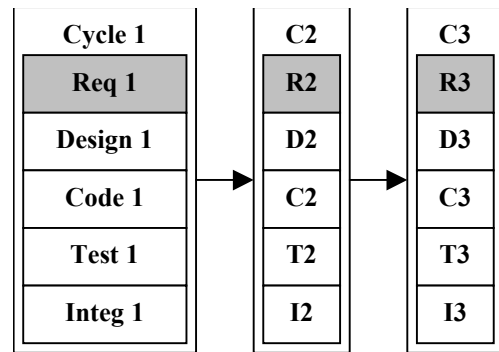 Cycle 1
Req 1
Design 1
Code 1
Test 1
Integ 1
C2
R2
D2
C2
T2
I2
C3
R3
D3
C3
T3
I3